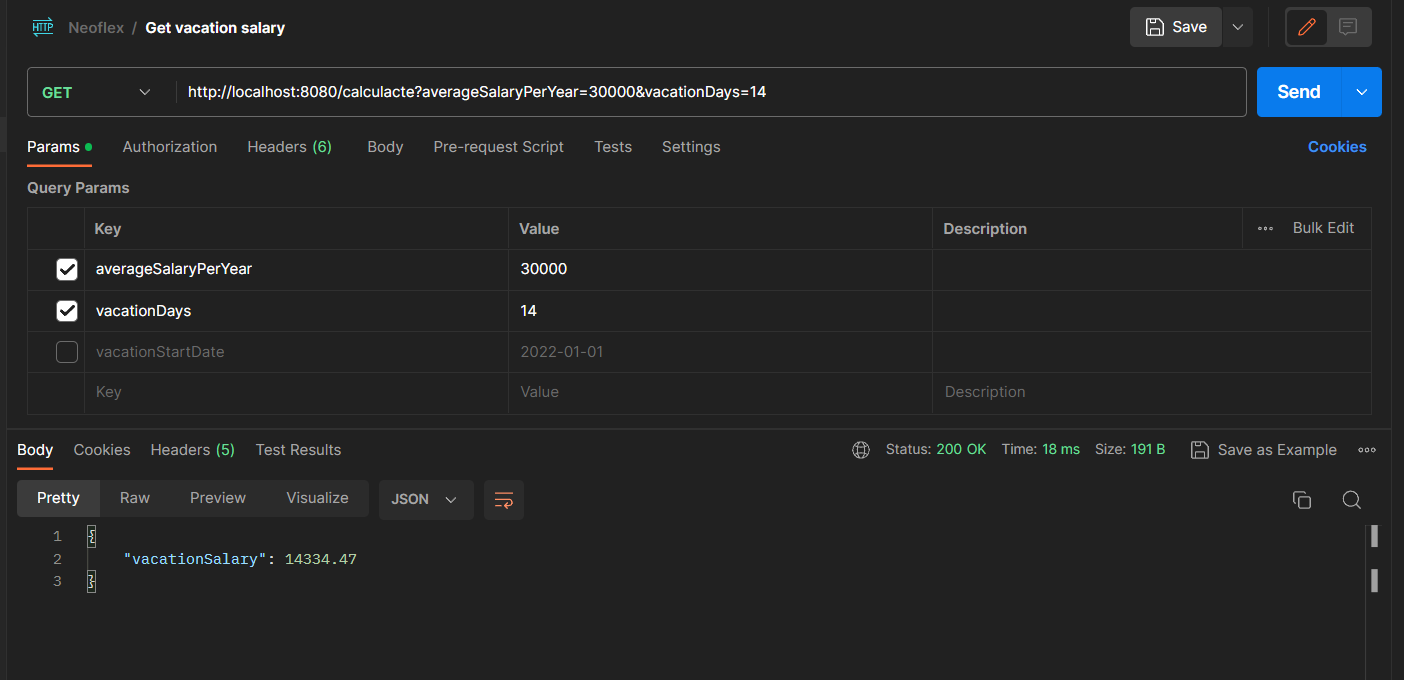 HTTP Neoflex / Get vacation salary Save
GET http://localhost:8080/calculacte?averageSalaryPerYear=30000&vacationDays=14 Send
Params Authorization Headers (6) Body Pre-request Script Tests Settings Cookies
Query Params
Key Value Description Bulk Edit
averageSalaryPerYear 30000
vacationDays 14
vacationStartDate 2022-01-01
Key Value Description
Body Cookies Headers (5) Test Results Status: 200 OK Time: 18 ms Size: 191 B Save as Example
Pretty Raw Preview Visualize JSON
1 {
2 "vacationSalary": 14334.47
3 }